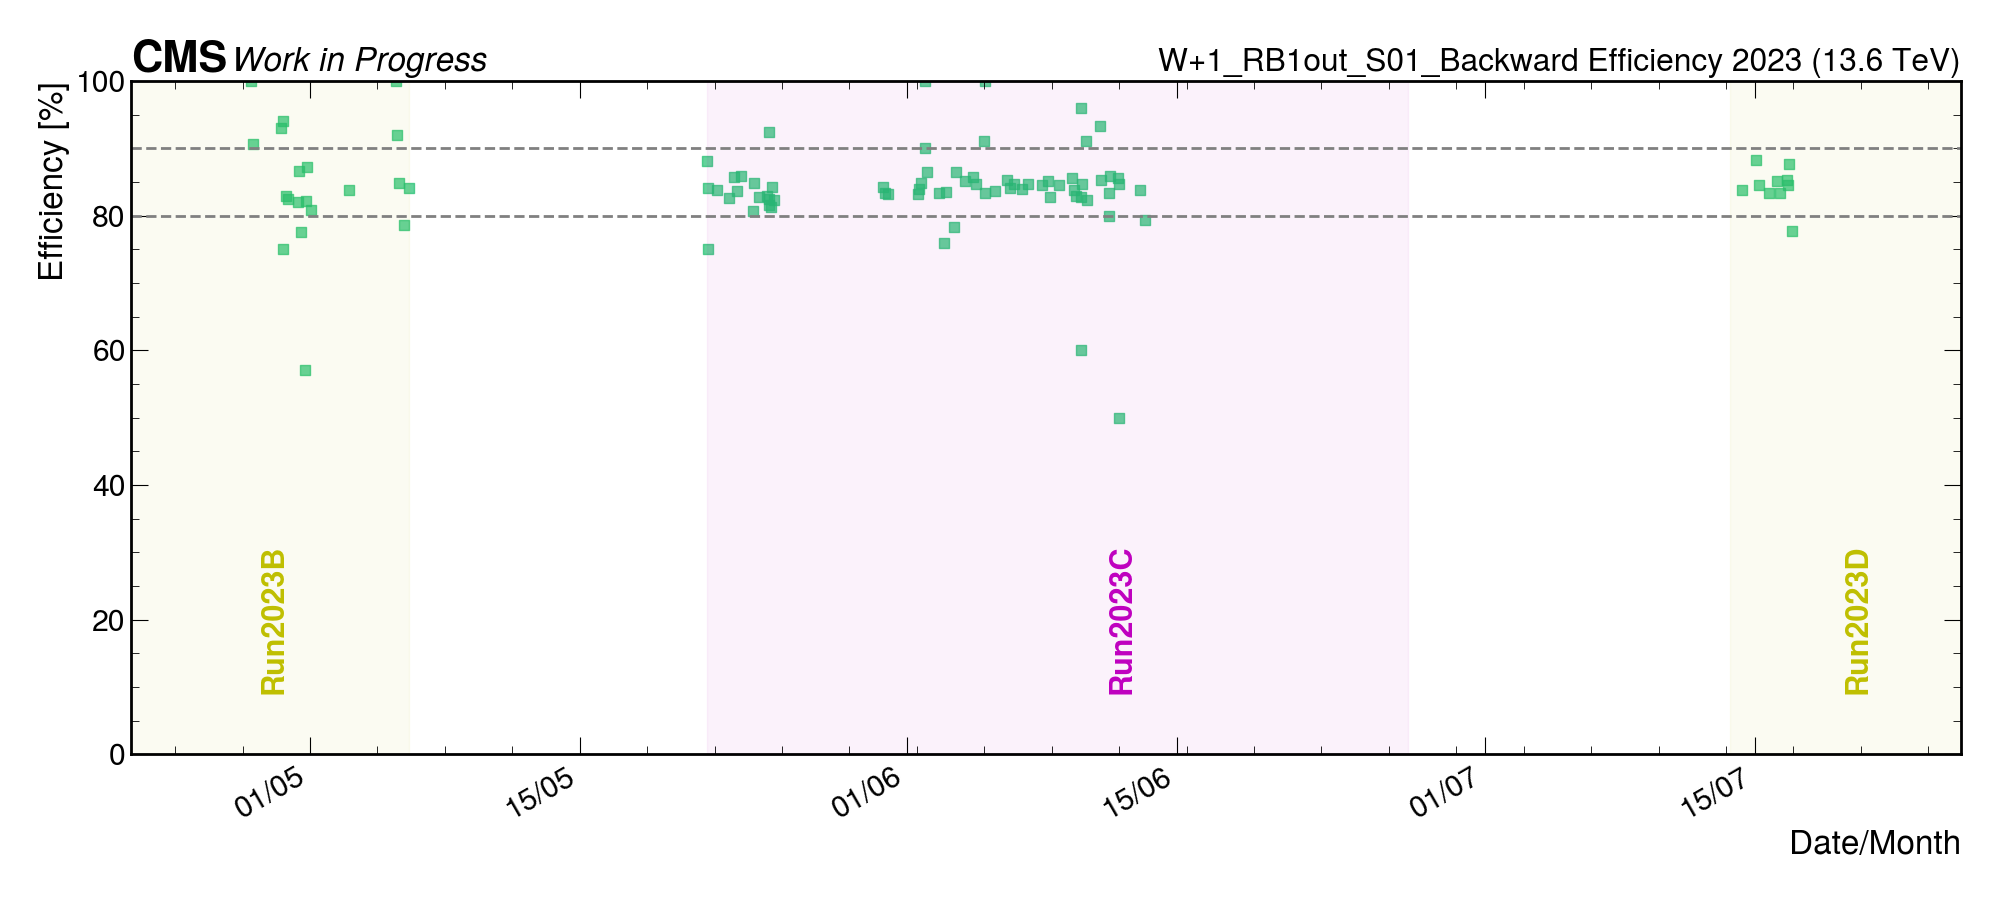 CMS Work in Progress
W+1_RB1out_S01_Backward Efficiency 2023 (13.6 TeV)
Efficiency [%]
100
80
60
40
20
0
Run2023B
Run2023C
Run2023D
01/05
15/05
01/06
15/06
01/07
15/07
Date/Month